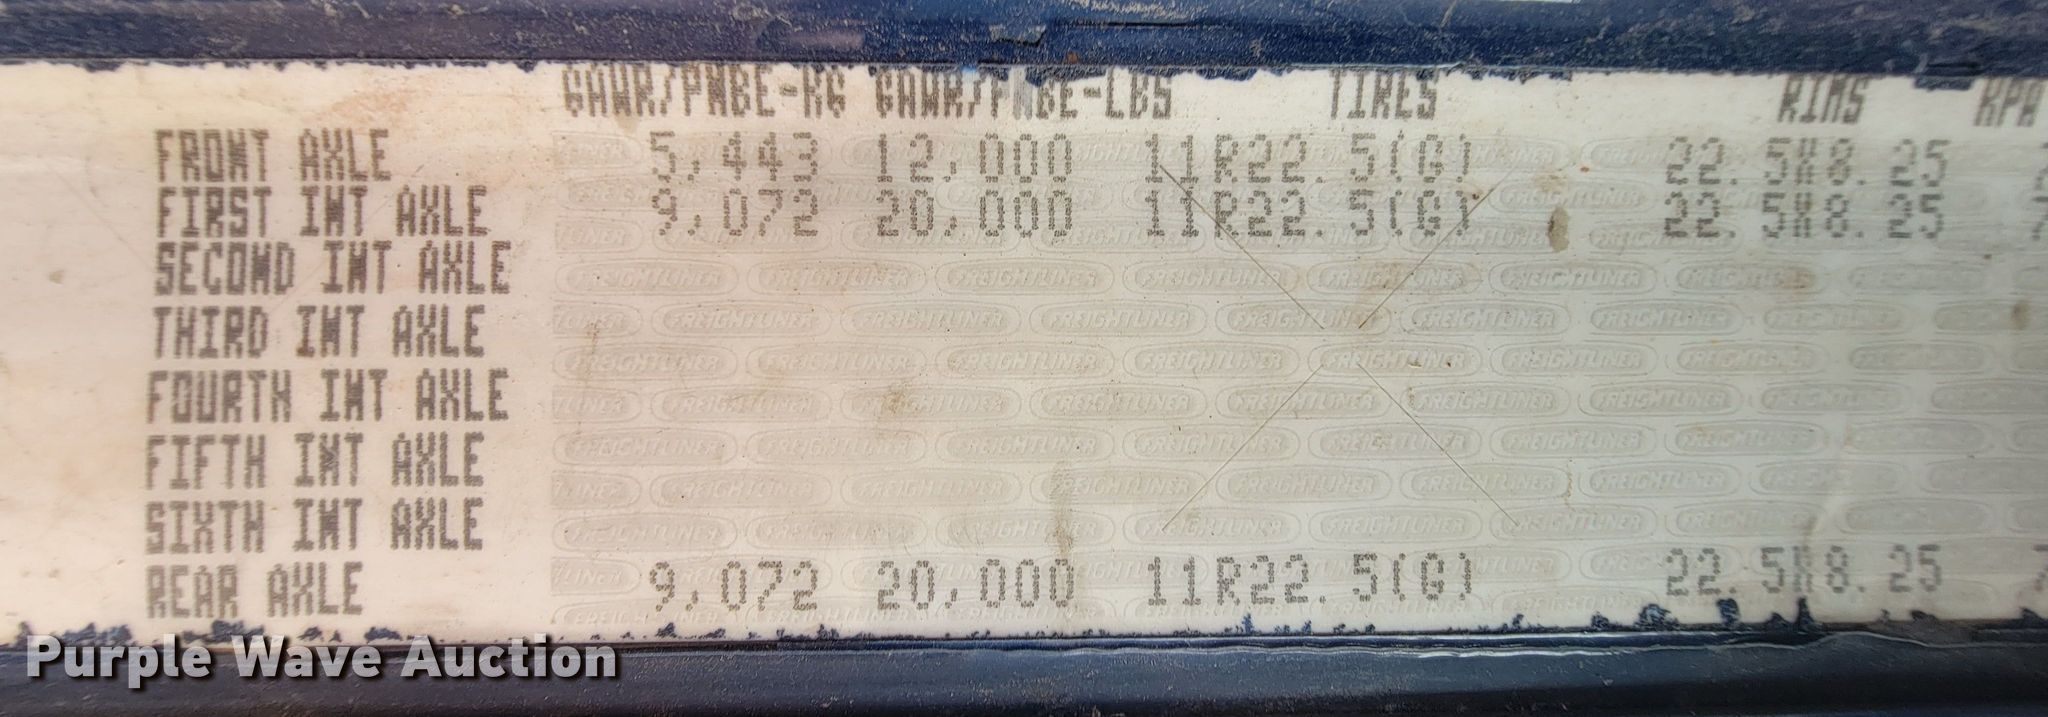 GAWR/PNBE-KG GAWR/PNBE-LBS TIRES RIMS
FRONT AXLE 5,443 12,000 11R22.5(G) 22.5X8.25
FIRST INT AXLE 9,072 20,000 11R22.5(G) 22.5X8.25
SECOND INT AXLE
THIRD INT AXLE
FOURTH INT AXLE
FIFTH INT AXLE
SIXTH INT AXLE
REAR AXLE 9,072 20,000 11R22.5(G) 22.5X8.25
FREIGHTLINER
Purple Wave Auction